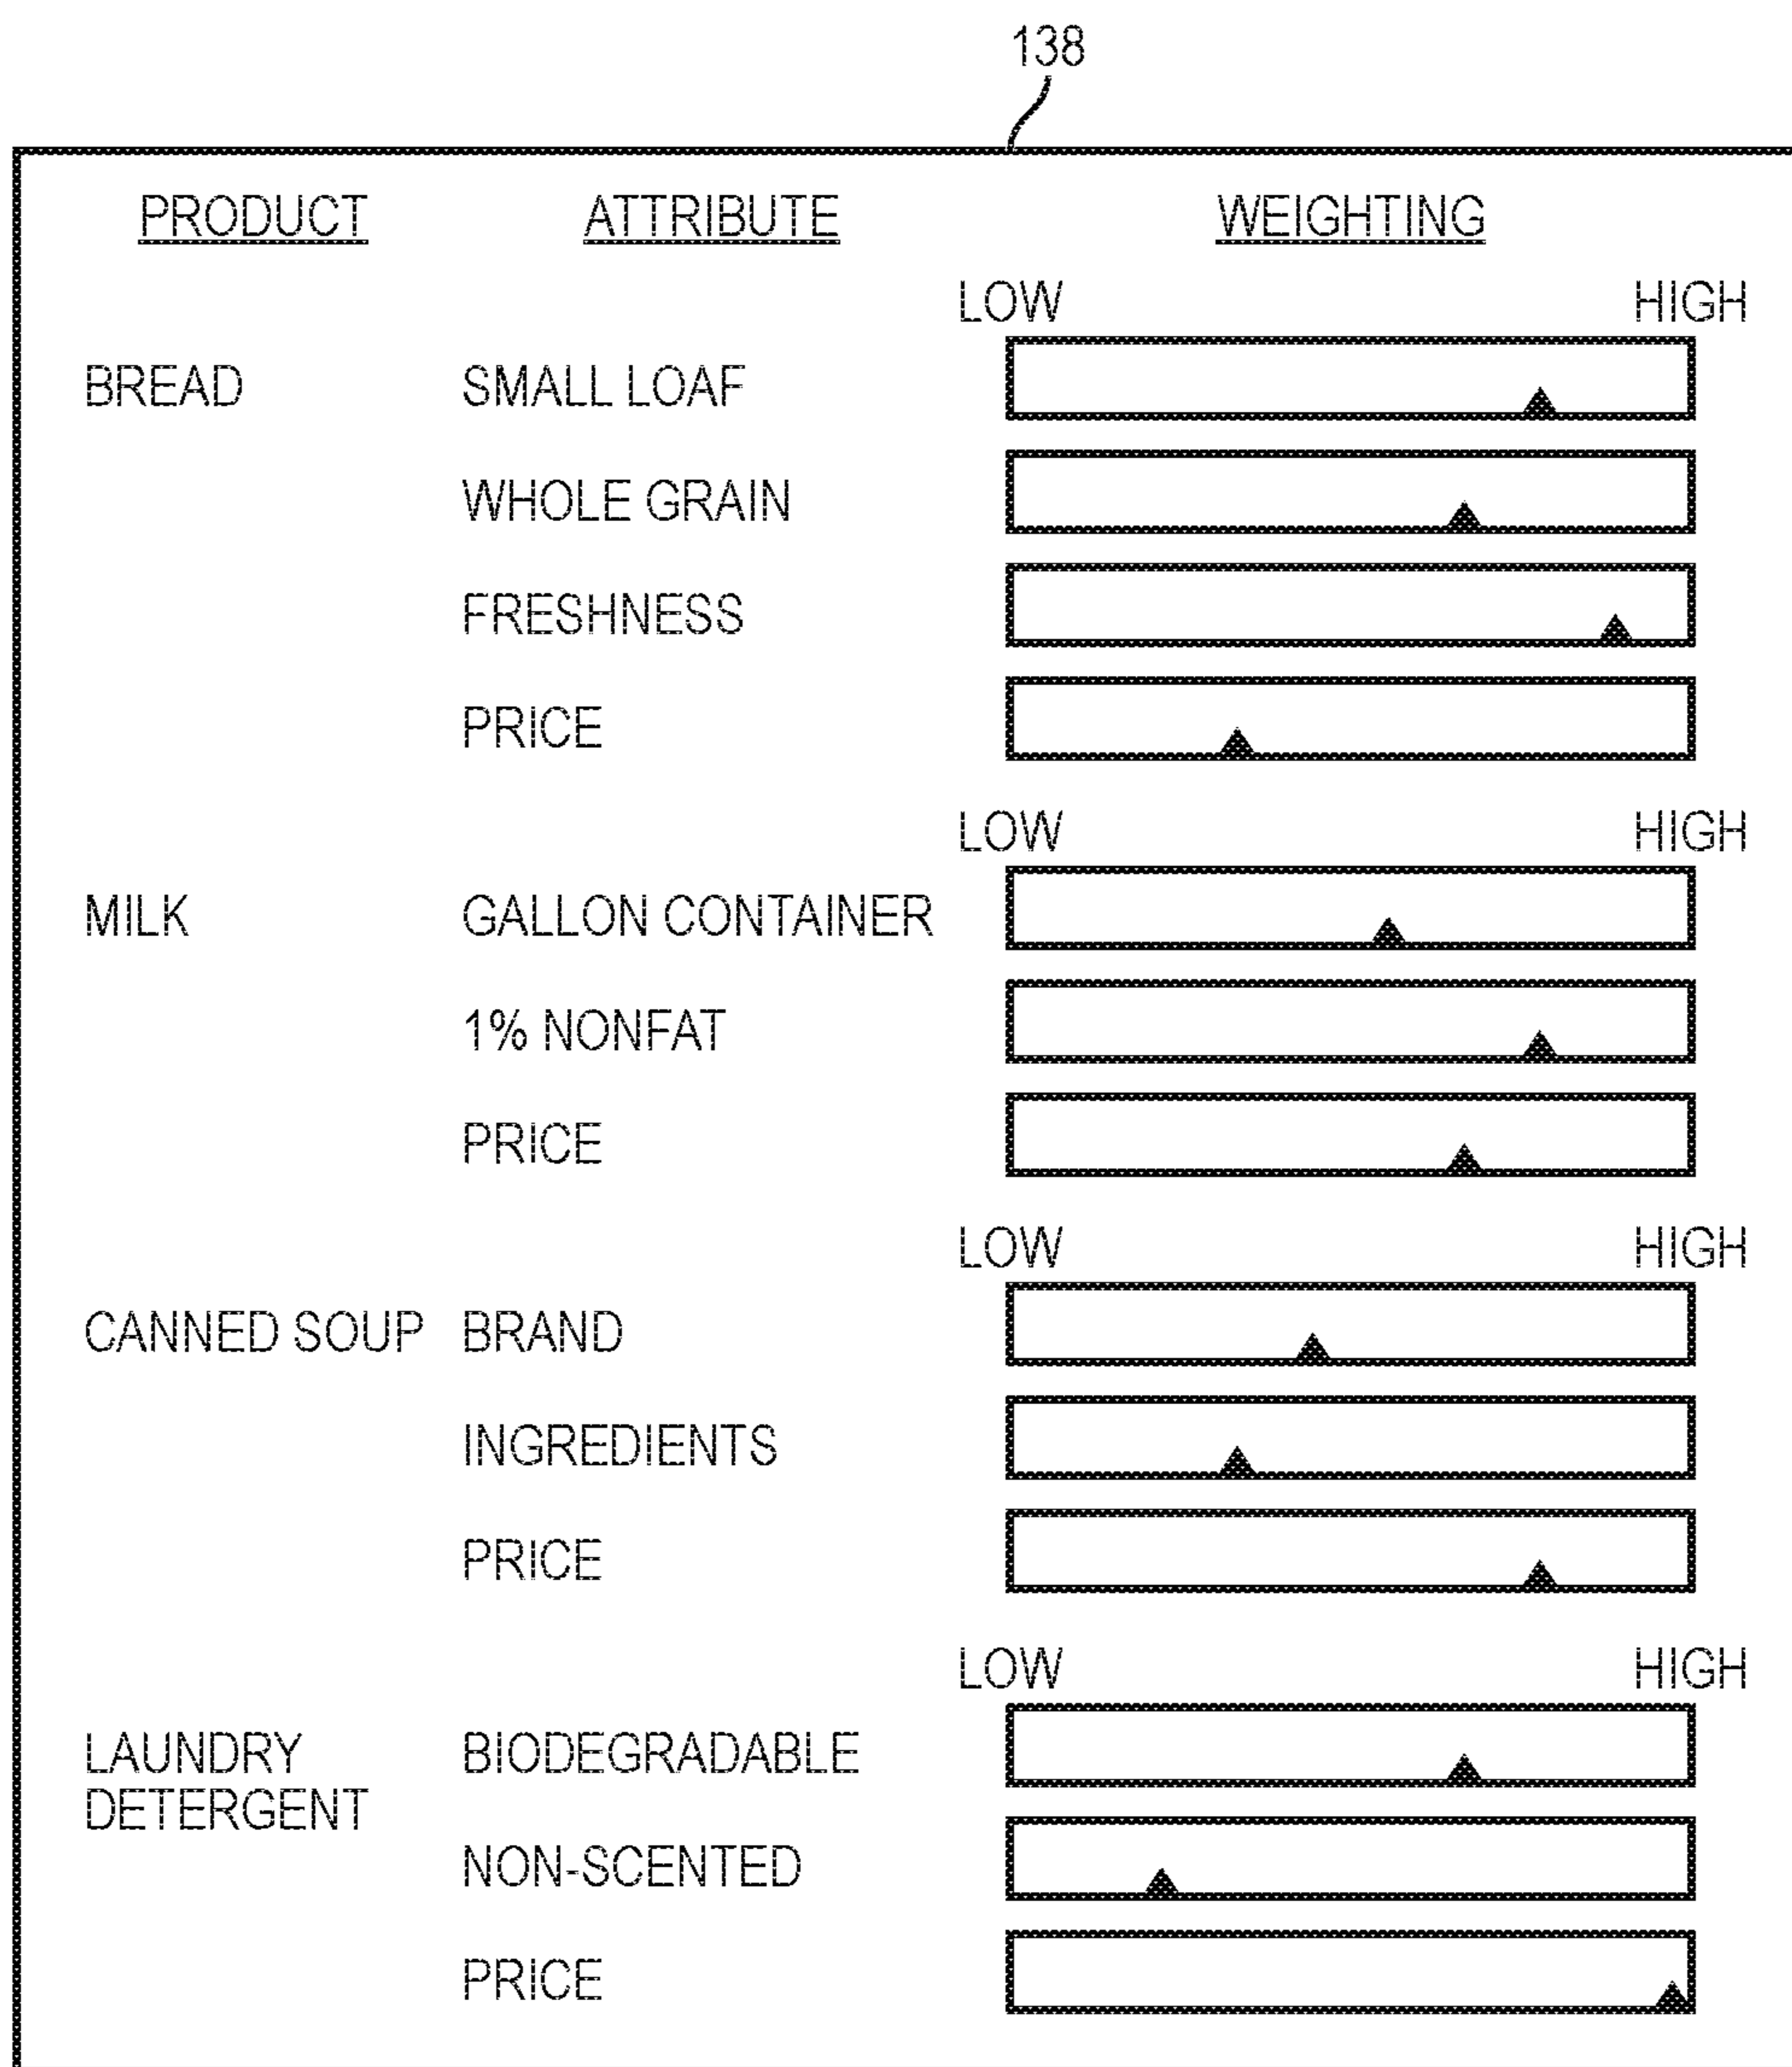 138
PRODUCT ATTRIBUTE WEIGHTING
LOW HIGH
BREAD SMALL LOAF
WHOLE GRAIN
FRESHNESS
PRICE
LOW HIGH
MILK GALLON CONTAINER
1% NONFAT
PRICE
LOW HIGH
CANNED SOUP BRAND
INGREDIENTS
PRICE
LOW HIGH
LAUNDRY BIODEGRADABLE
DETERGENT
NON-SCENTED
PRICE